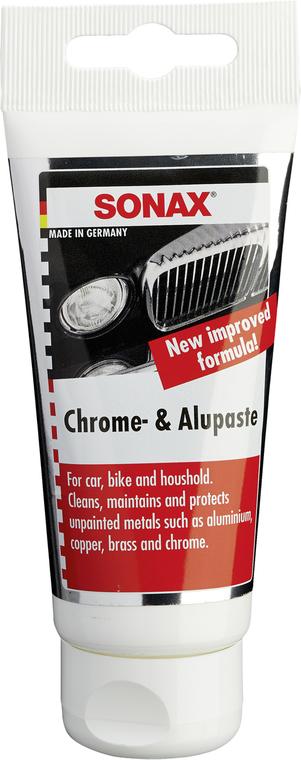 SONAX®
MADE IN GERMANY
New improved
formula!
Chrome- & Alupaste
For car, bike and houshold.
Cleans, maintains and protects
unpainted metals such as aluminium,
copper, brass and chrome.